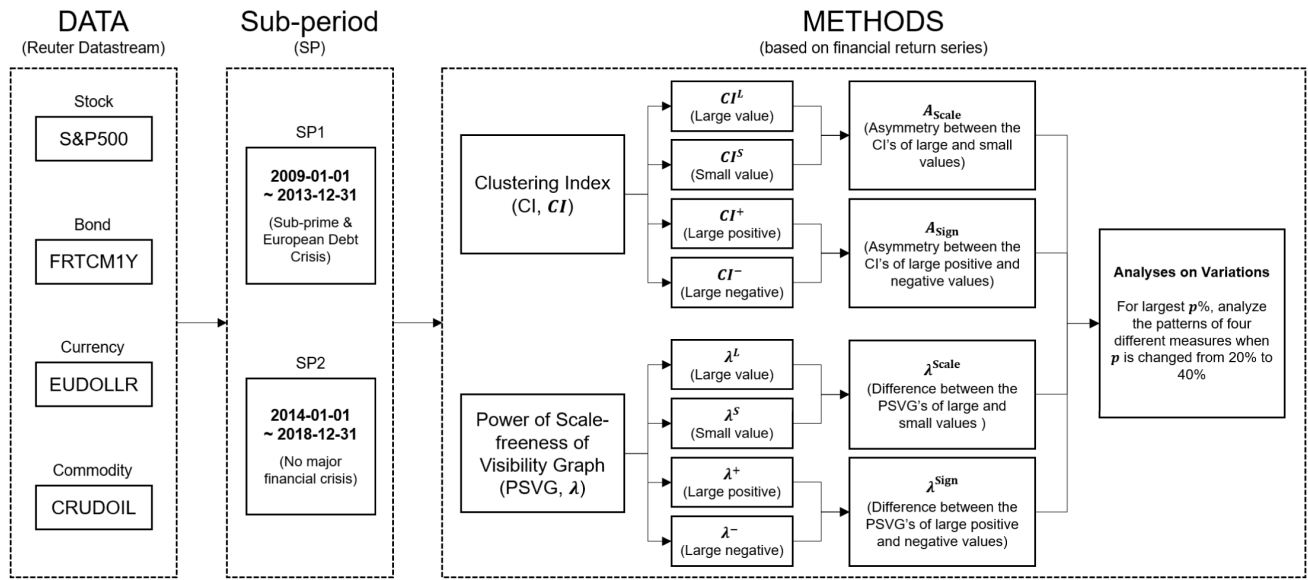 DATA
(Reuter Datastream)
Stock
S&P500
Bond
FRTCM1Y
Currency
EUDOLLR
Commodity
CRUDOIL
Sub-period
(SP)
SP1
2009-01-01
~ 2013-12-31
(Sub-prime &
European Debt
Crisis)
SP2
2014-01-01
~ 2018-12-31
(No major
financial crisis)
METHODS
(based on financial return series)
Clustering Index
(CI, CI)
CI^L
(Large value)
CI^S
(Small value)
CI^+
(Large positive)
CI^−
(Large negative)
A_Scale
(Asymmetry between the
CI's of large and small
values)
A_Sign
(Asymmetry between the
CI's of large positive and
negative values)
Power of Scale-
freeness of
Visibility Graph
(PSVG, λ)
λ^L
(Large value)
λ^S
(Small value)
λ^+
(Large positive)
λ^−
(Large negative)
λ^Scale
(Difference between the
PSVG's of large and
small values )
λ^Sign
(Difference between the
PSVG's of large positive
and negative values)
Analyses on Variations
For largest p%, analyze
the patterns of four
different measures when
p is changed from 20% to
40%